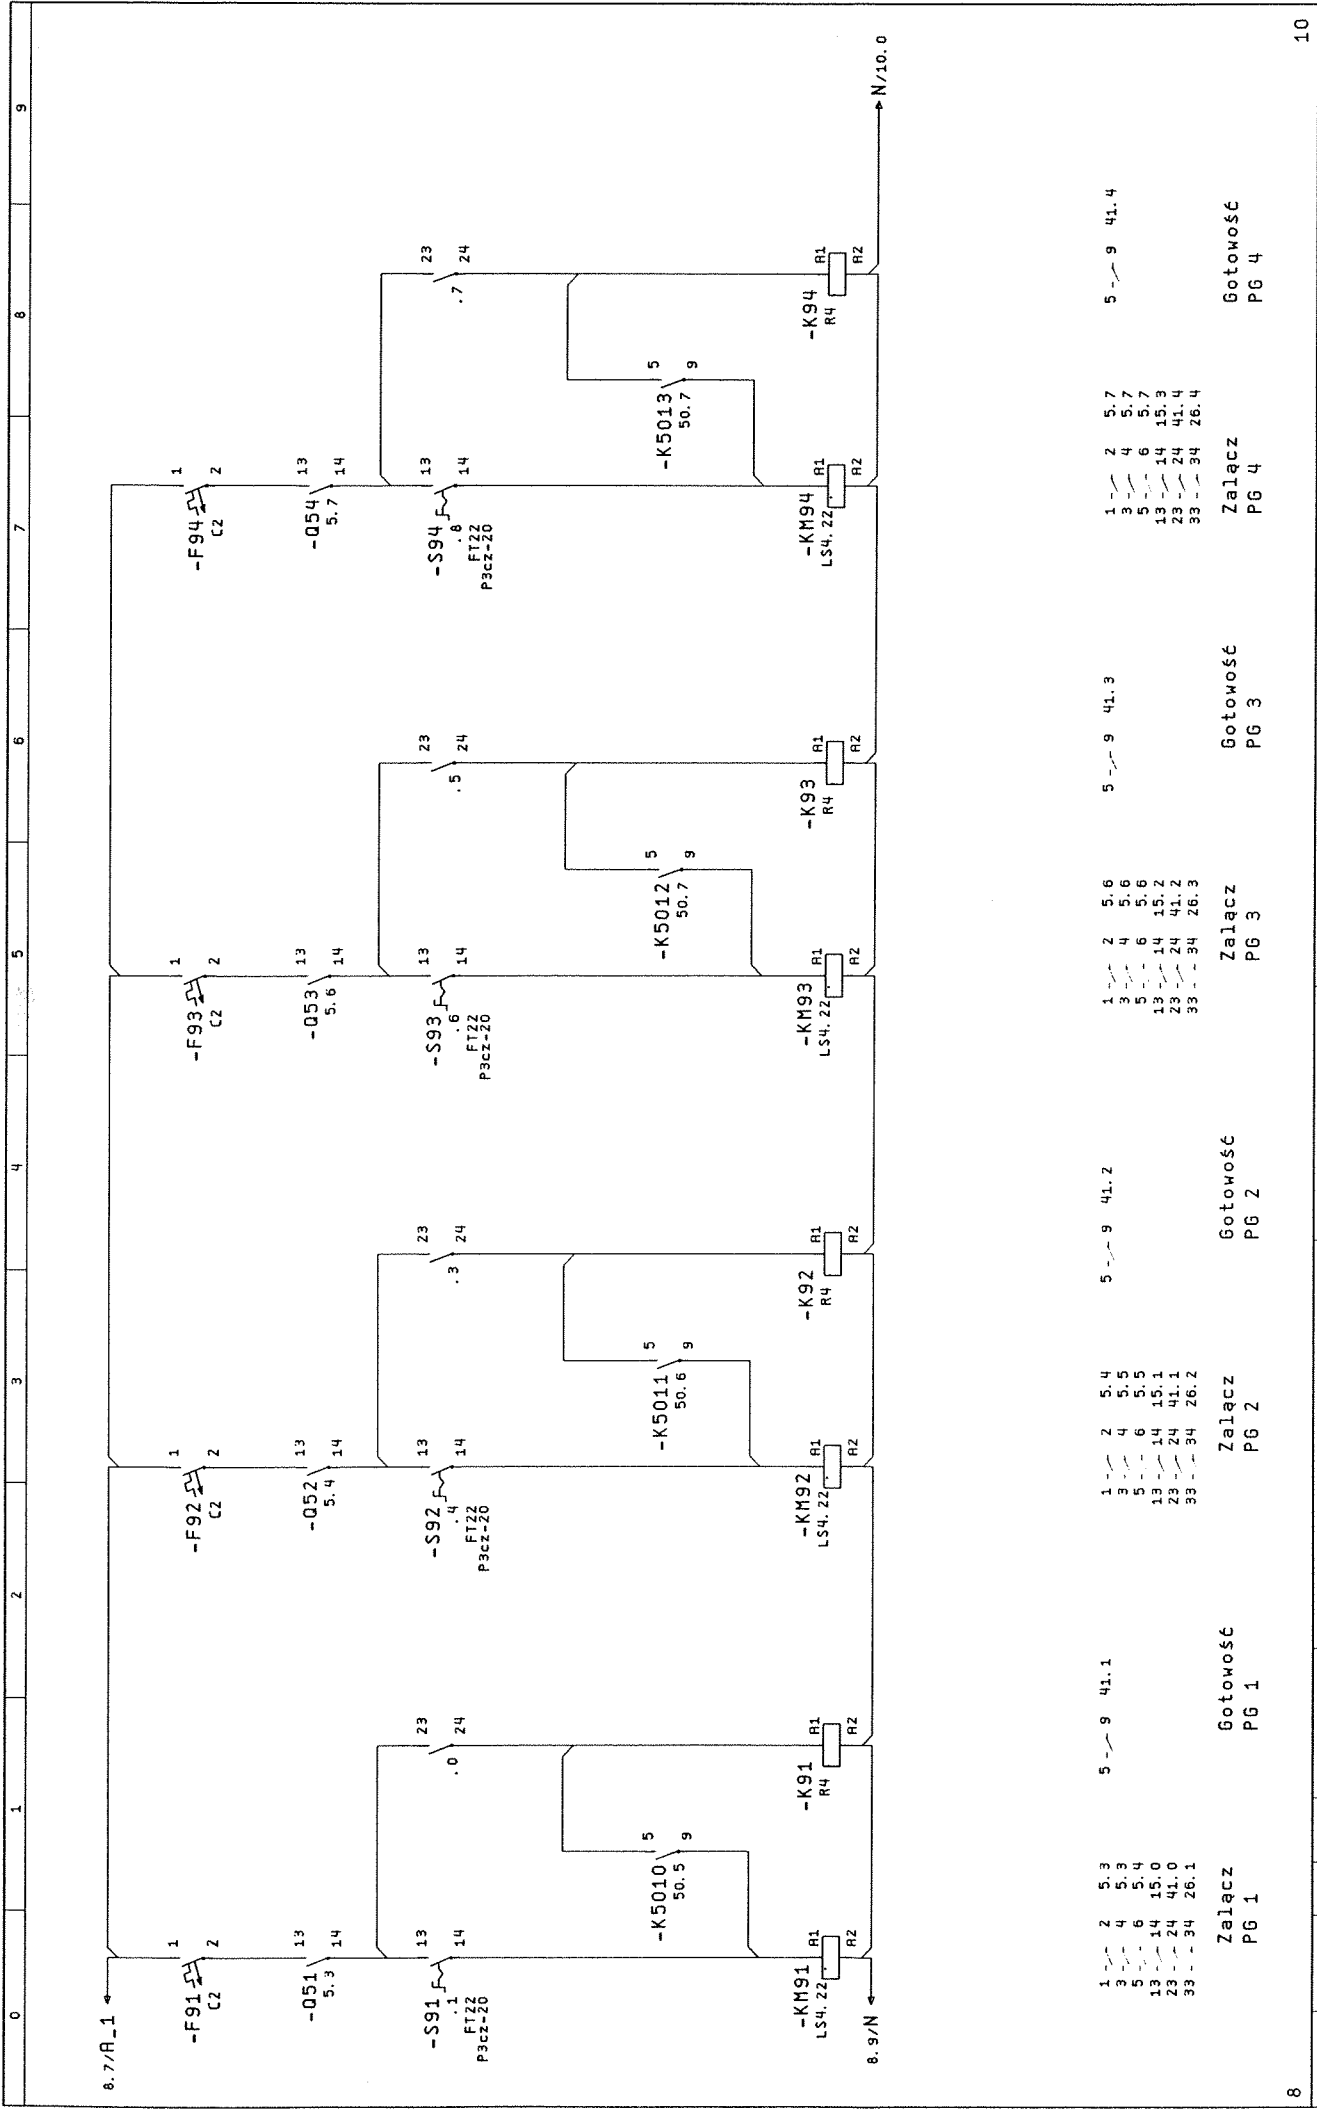 0 1 2 3 4 5 6 7 8 9
8.7/A_1
-F91 C2 1 2
-F92 C2 1 2
-F93 C2 1 2
-F94 C2 1 2
-Q51 5.3 13 14
-Q52 5.4 13 14
-Q53 5.6 13 14
-Q54 5.7 13 14
-S91 .1 FT22 P3cz-20 13 14
.0 23 24
-S92 .4 FT22 P3cz-20 13 14
.3 23 24
-S93 .6 FT22 P3cz-20 13 14
.5 23 24
-S94 .8 FT22 P3cz-20 13 14
.7 23 24
-K5010 50.5 5 9
-K5011 50.6 5 9
-K5012 50.7 5 9
-K5013 50.7 5 9
-KM91 LS4.22 A1 A2
-K91 R4 A1 A2
-KM92 LS4.22 A1 A2
-K92 R4 A1 A2
-KM93 LS4.22 A1 A2
-K93 R4 A1 A2
-KM94 LS4.22 A1 A2
-K94 R4 A1 A2
8.9/N
N/10.0
1 2 5.3
3 4 5.3
5 6 5.4
13 14 15.0
23 24 41.0
33 34 26.1
5 9 41.1
1 2 5.4
3 4 5.5
5 6 5.5
13 14 15.1
23 24 41.1
33 34 26.2
5 9 41.2
1 2 5.6
3 4 5.6
5 6 5.6
13 14 15.2
23 24 41.2
33 34 26.3
5 9 41.3
1 2 5.7
3 4 5.7
5 6 5.7
13 14 15.3
23 24 41.4
33 34 26.4
5 9 41.4
Załącz
PG 1
Gotowość
PG 1
Załącz
PG 2
Gotowość
PG 2
Załącz
PG 3
Gotowość
PG 3
Załącz
PG 4
Gotowość
PG 4
8
10